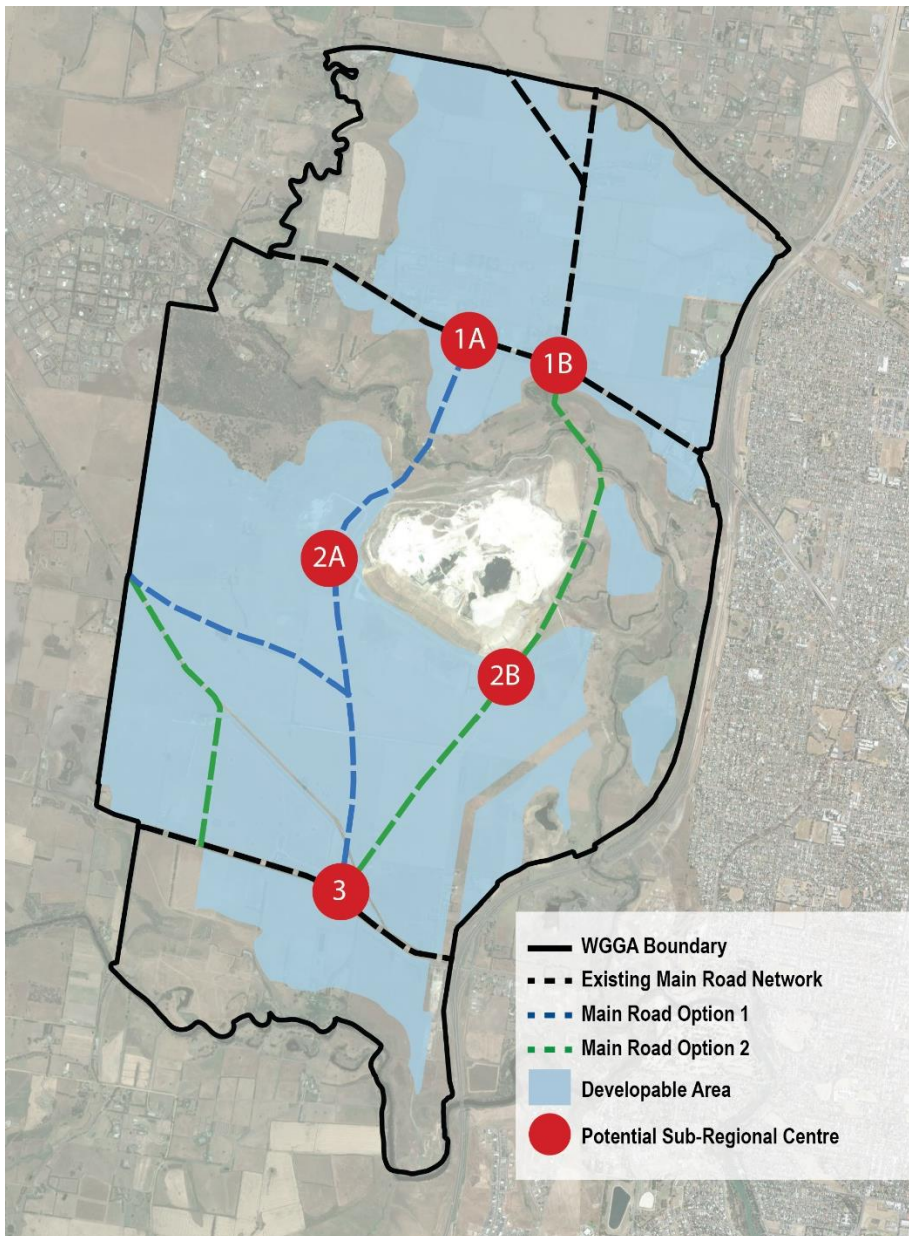 1A
1B
2A
2B
3
WGGA Boundary
Existing Main Road Network
Main Road Option 1
Main Road Option 2
Developable Area
Potential Sub-Regional Centre